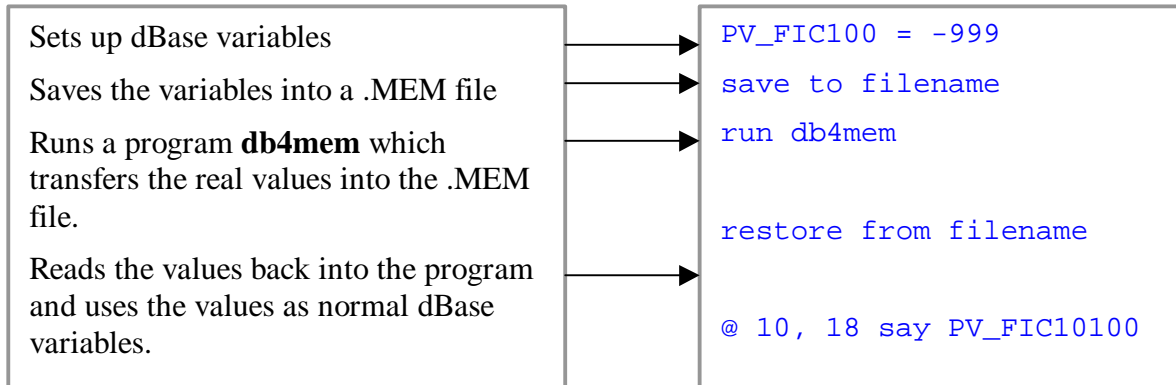 Sets up dBase variables
Saves the variables into a .MEM file
Runs a program db4mem which
transfers the real values into the .MEM
file.
Reads the values back into the program
and uses the values as normal dBase
variables.
PV_FIC100 = -999
save to filename
run db4mem
restore from filename
@ 10, 18 say PV_FIC10100